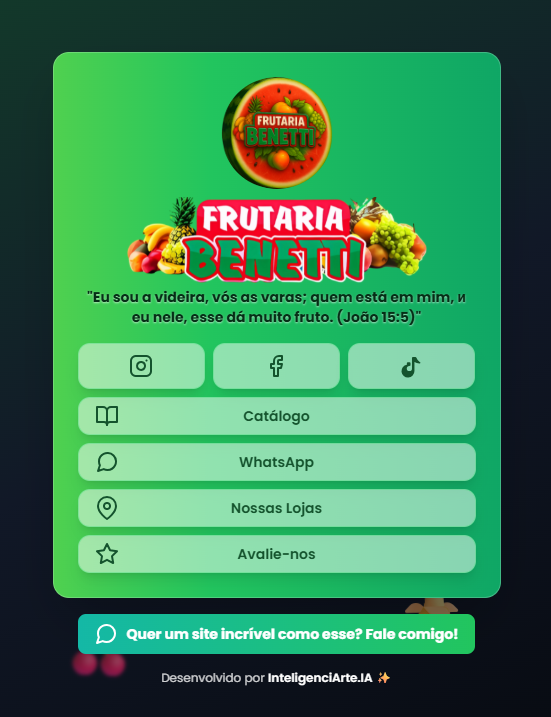 FRUTARIA
BENETTI
FRUTARIA
BENETTI
"Eu sou a videira, vós as varas; quem está em mim, и
eu nele, esse dá muito fruto. (João 15:5)"
Catálogo
WhatsApp
Nossas Lojas
Avalie-nos
Quer um site incrível como esse? Fale comigo!
Desenvolvido por InteligenciArte.IA ✨